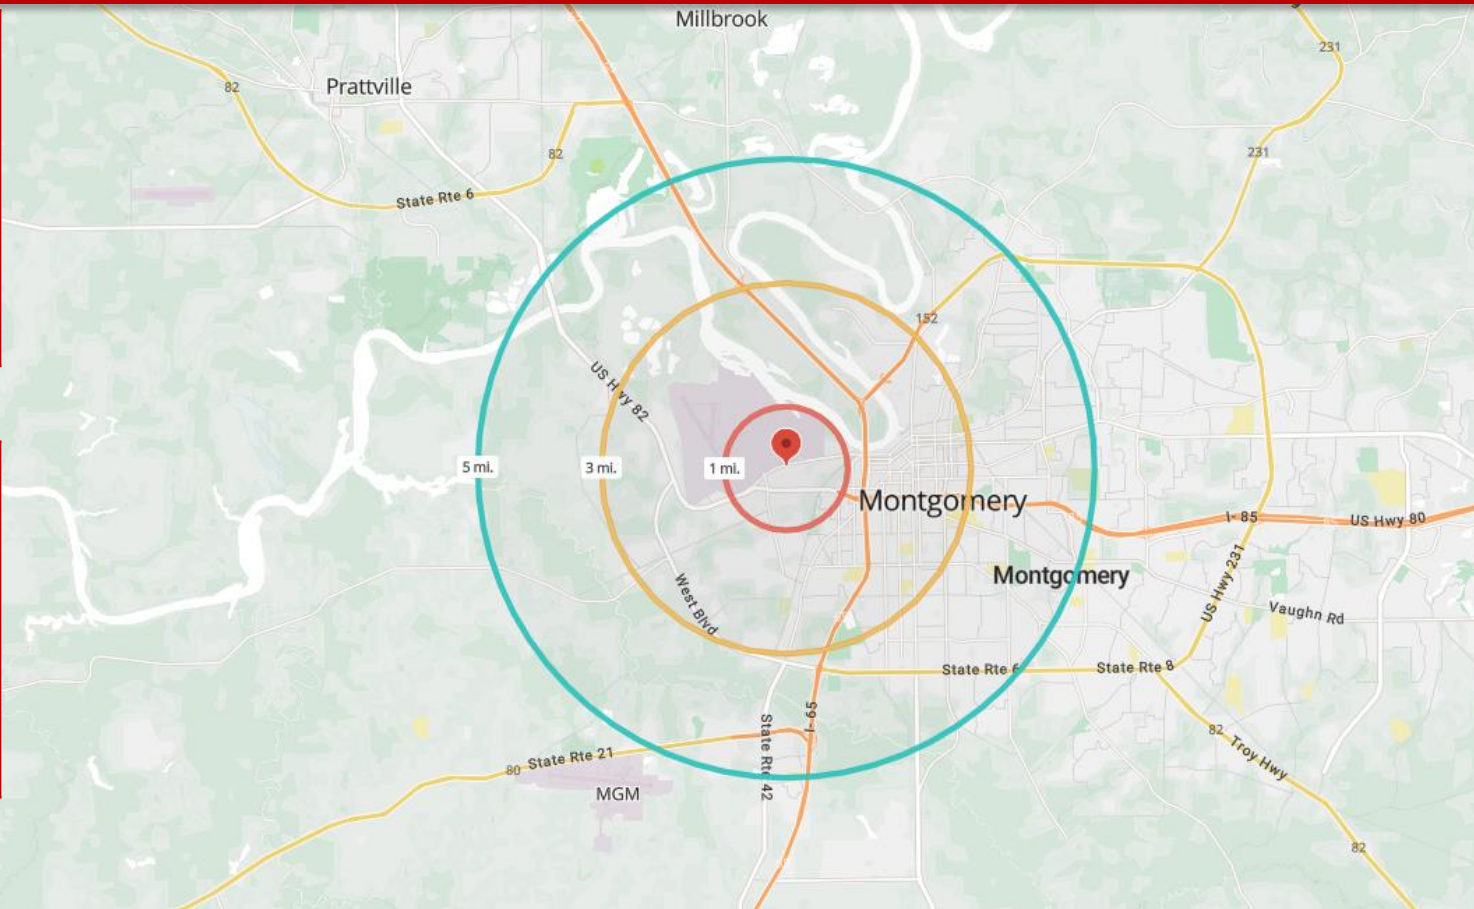 Millbrook
231
Prattville
82
82
231
State Rte 6
152
US Hwy 82
5 mi.
3 mi.
1 mi.
Montgomery
I- 85
US Hwy 80
Montgomery
US Hwy 231
West Blvd
Vaughn Rd
State Rte 6
State Rte 8
I- 65
State Rte 42
82
Troy Hwy
State Rte 21
80
MGM
82